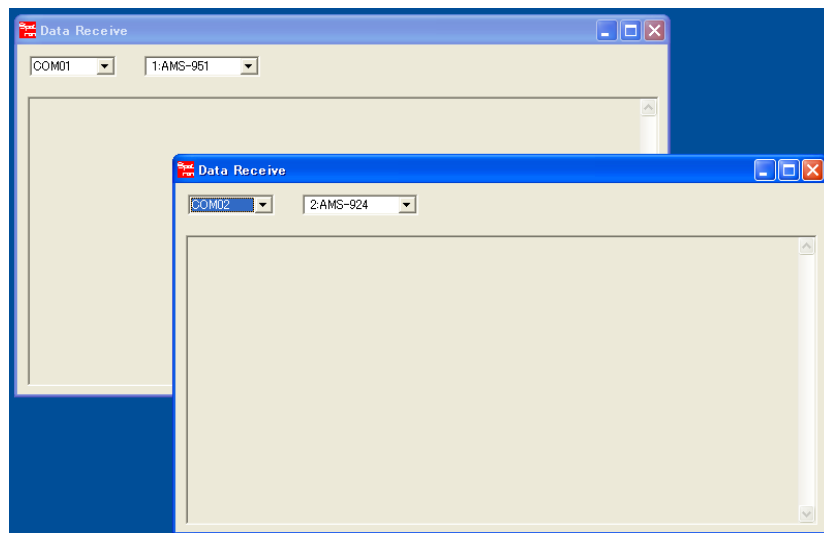 Data Receive
COM01
1:AMS-951
Data Receive
COM02
2:AMS-924